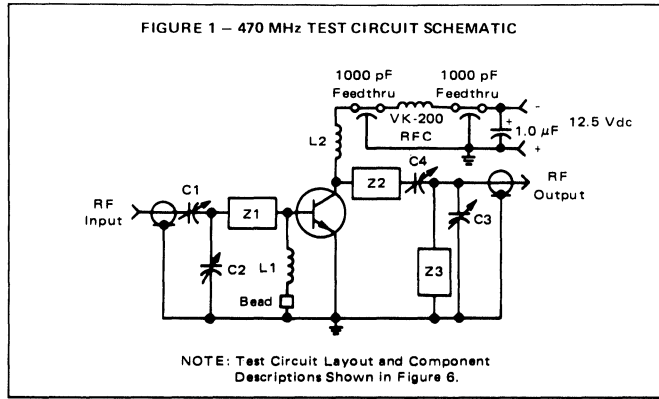 FIGURE 1 – 470 MHz TEST CIRCUIT SCHEMATIC
1000 pF
Feedthru
1000 pF
Feedthru
VK-200
RFC
-
+
1.0 µF
12.5 Vdc
+
L2
C4
Z2
RF
Output
C1
RF
Input
Z1
C3
C2
L1
Z3
Bead
NOTE: Test Circuit Layout and Component
Descriptions Shown in Figure 6.